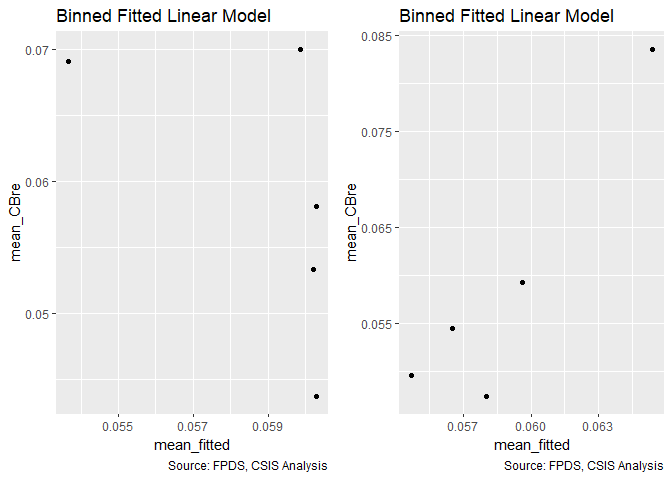 Binned Fitted Linear Model
0.07
0.06
0.05
mean_CBre
0.055
0.057
0.059
mean_fitted
Source: FPDS, CSIS Analysis
Binned Fitted Linear Model
0.085
0.075
0.065
0.055
mean_CBre
0.057
0.060
0.063
mean_fitted
Source: FPDS, CSIS Analysis